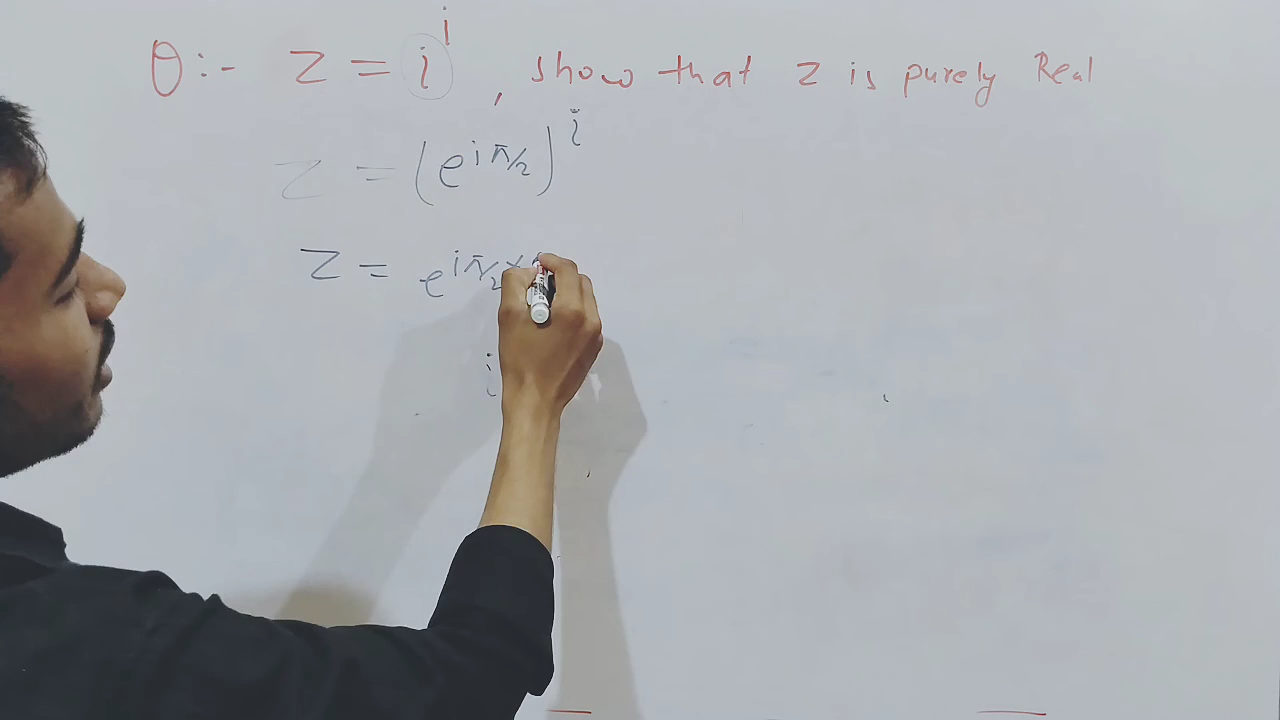 Q:- z = i^i, show that z is purely Real
z = (e^{iπ/2})^i
z = e^{iπ/2 ×
i